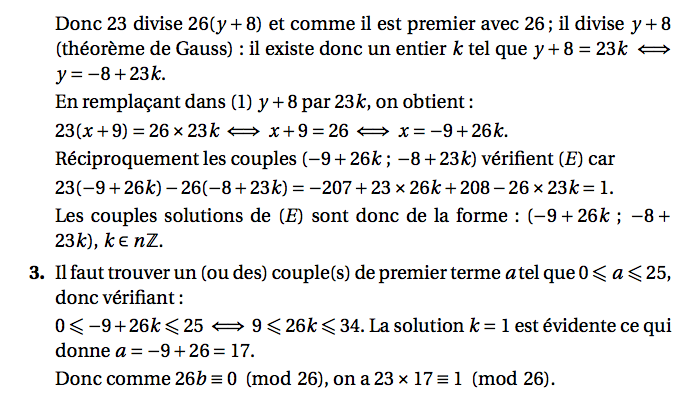 Donc 23 divise 26(y + 8) et comme il est premier avec 26 ; il divise y + 8
(théorème de Gauss) : il existe donc un entier k tel que y + 8 = 23k ⟺
y = −8 + 23k.
En remplaçant dans (1) y + 8 par 23k, on obtient :
23(x + 9) = 26 × 23k ⟺ x + 9 = 26 ⟺ x = −9 + 26k.
Réciproquement les couples (−9 + 26k ; −8 + 23k) vérifient (E) car
23(−9 + 26k) − 26(−8 + 23k) = −207 + 23 × 26k + 208 − 26 × 23k = 1.
Les couples solutions de (E) sont donc de la forme : (−9 + 26k ; −8 +
23k), k ∈ nℤ.
3. Il faut trouver un (ou des) couple(s) de premier terme a tel que 0 ⩽ a ⩽ 25,
donc vérifiant :
0 ⩽ −9 + 26k ⩽ 25 ⟺ 9 ⩽ 26k ⩽ 34. La solution k = 1 est évidente ce qui
donne a = −9 + 26 = 17.
Donc comme 26b ≡ 0 (mod 26), on a 23 × 17 ≡ 1 (mod 26).